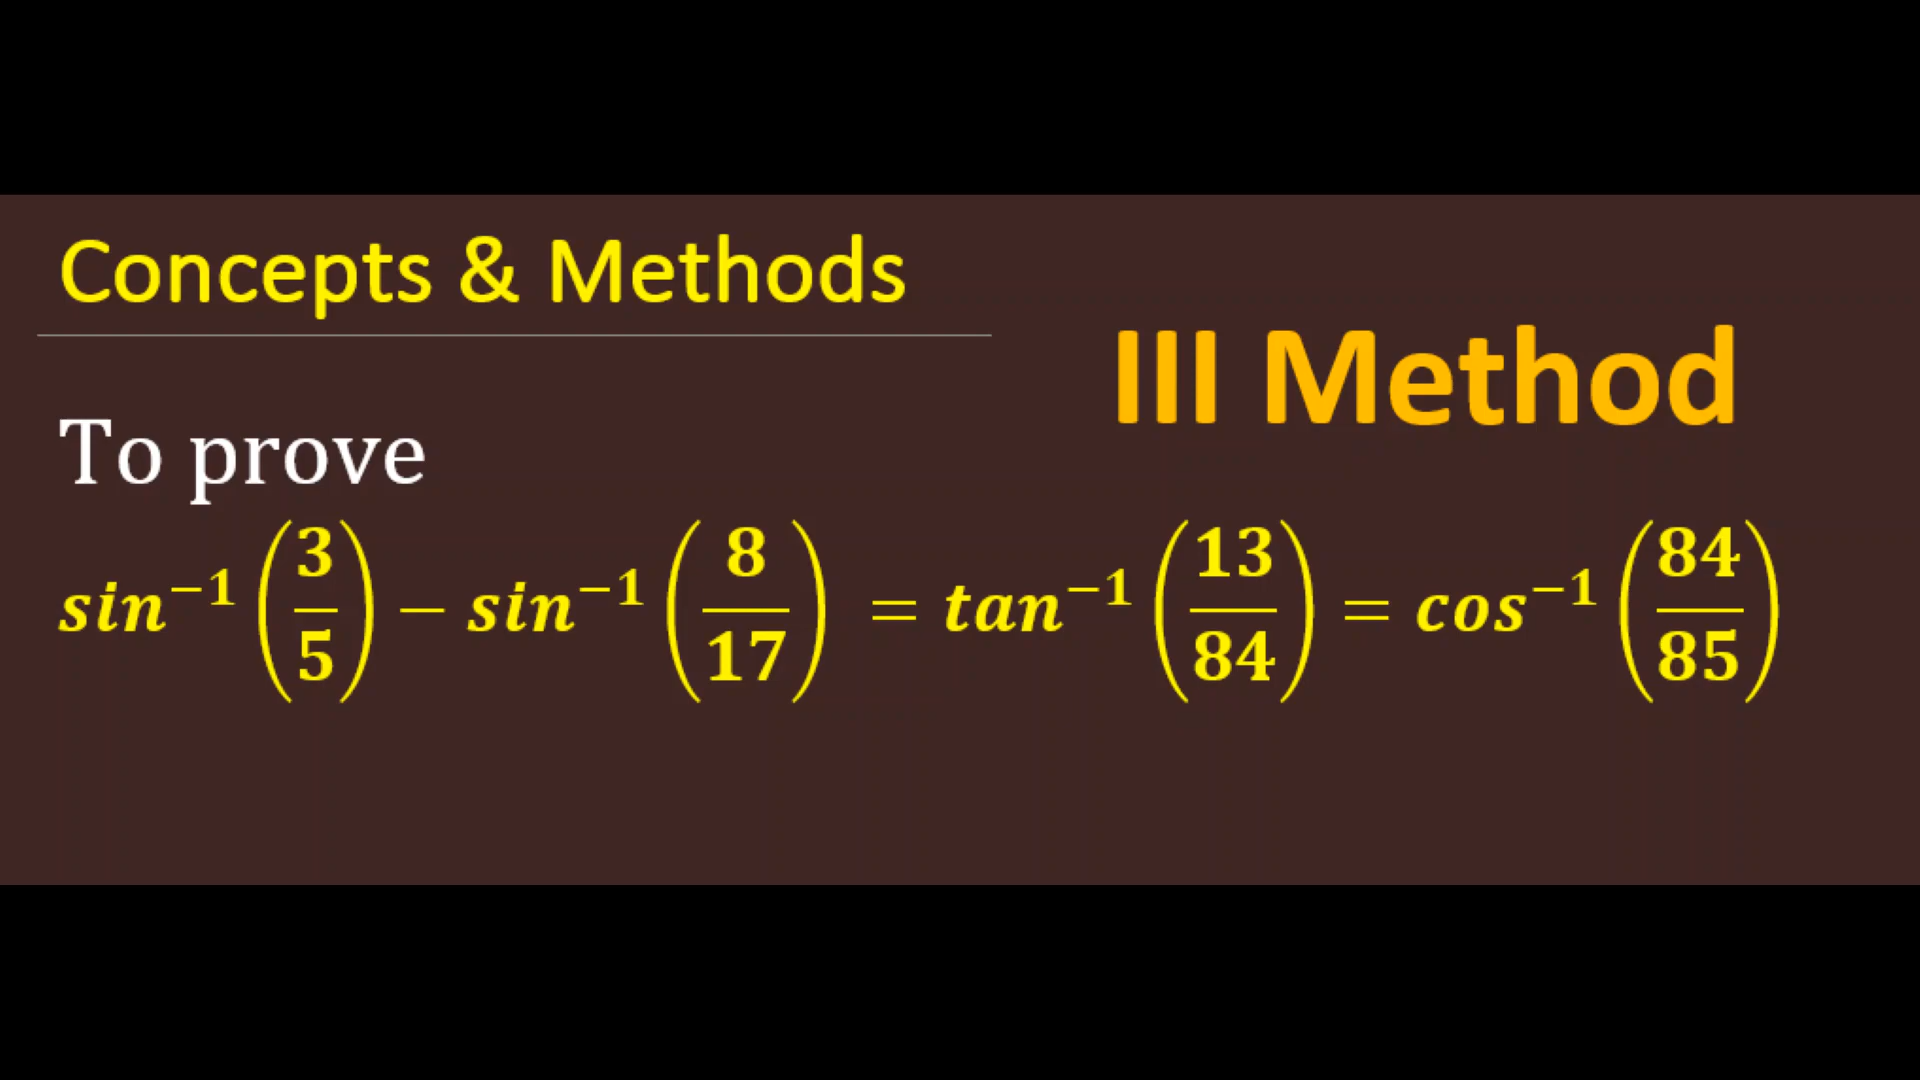 Concepts & Methods
III Method
To prove
sin⁻¹(3/5) − sin⁻¹(8/17) = tan⁻¹(13/84) = cos⁻¹(84/85)